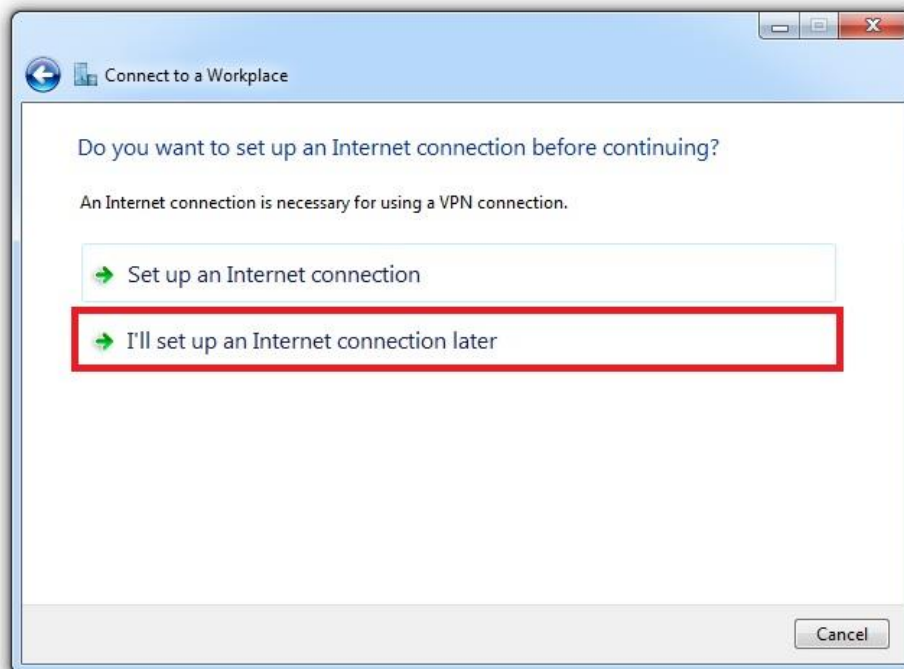 Connect to a Workplace
Do you want to set up an Internet connection before continuing?
An Internet connection is necessary for using a VPN connection.
Set up an Internet connection
I'll set up an Internet connection later
Cancel